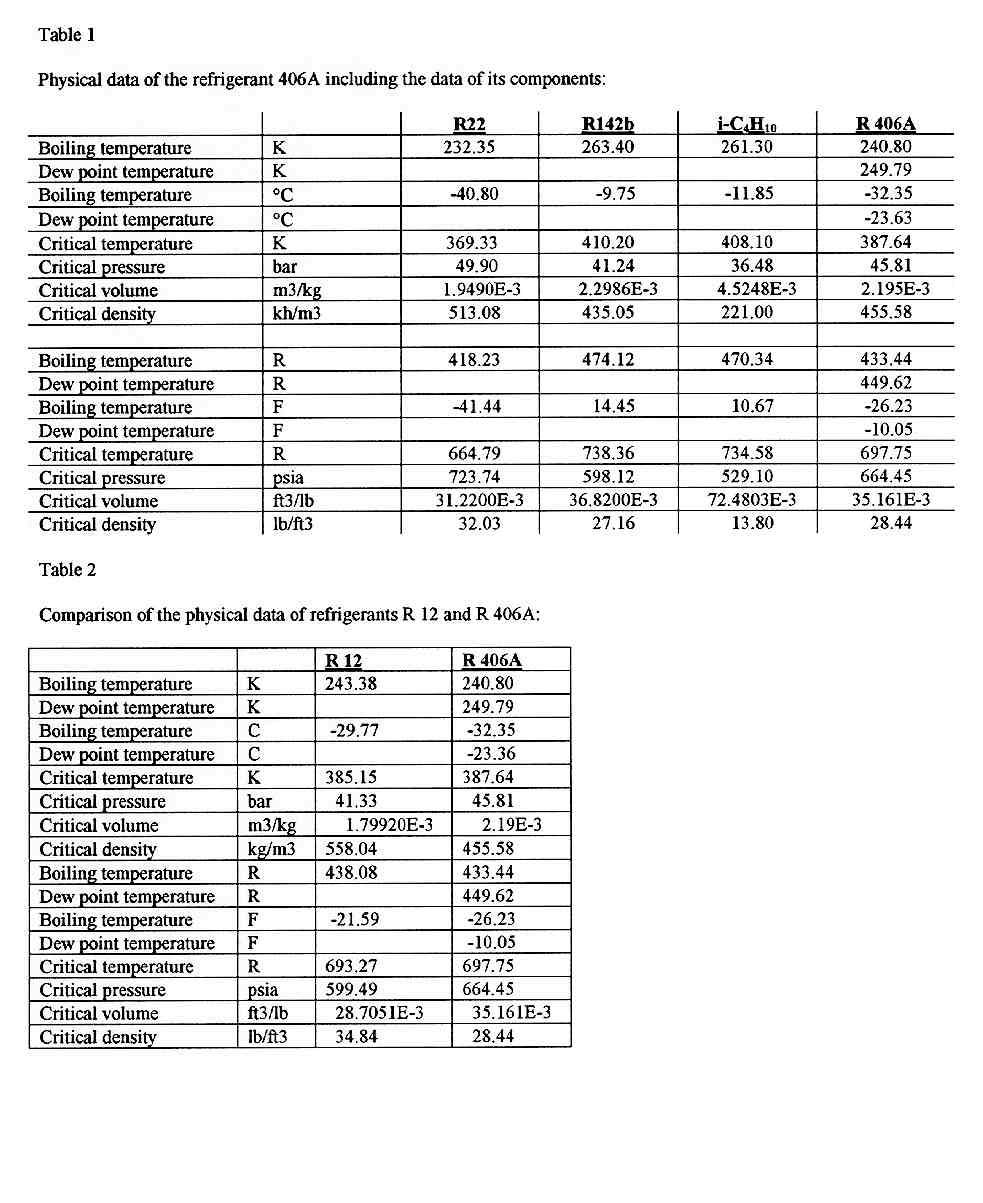 Table 1
Physical data of the refrigerant 406A including the data of its components:
R22 R142b i-C4H10 R 406A
Boiling temperature K 232.35 263.40 261.30 240.80
Dew point temperature K 249.79
Boiling temperature °C -40.80 -9.75 -11.85 -32.35
Dew point temperature °C -23.63
Critical temperature K 369.33 410.20 408.10 387.64
Critical pressure bar 49.90 41.24 36.48 45.81
Critical volume m3/kg 1.9490E-3 2.2986E-3 4.5248E-3 2.195E-3
Critical density kh/m3 513.08 435.05 221.00 455.58
Boiling temperature R 418.23 474.12 470.34 433.44
Dew point temperature R 449.62
Boiling temperature F -41.44 14.45 10.67 -26.23
Dew point temperature F -10.05
Critical temperature R 664.79 738.36 734.58 697.75
Critical pressure psia 723.74 598.12 529.10 664.45
Critical volume ft3/lb 31.2200E-3 36.8200E-3 72.4803E-3 35.161E-3
Critical density lb/ft3 32.03 27.16 13.80 28.44
Table 2
Comparison of the physical data of refrigerants R 12 and R 406A:
R 12 R 406A
Boiling temperature K 243.38 240.80
Dew point temperature K 249.79
Boiling temperature C -29.77 -32.35
Dew point temperature C -23.36
Critical temperature K 385.15 387.64
Critical pressure bar 41.33 45.81
Critical volume m3/kg 1.79920E-3 2.19E-3
Critical density kg/m3 558.04 455.58
Boiling temperature R 438.08 433.44
Dew point temperature R 449.62
Boiling temperature F -21.59 -26.23
Dew point temperature F -10.05
Critical temperature R 693.27 697.75
Critical pressure psia 599.49 664.45
Critical volume ft3/lb 28.7051E-3 35.161E-3
Critical density lb/ft3 34.84 28.44